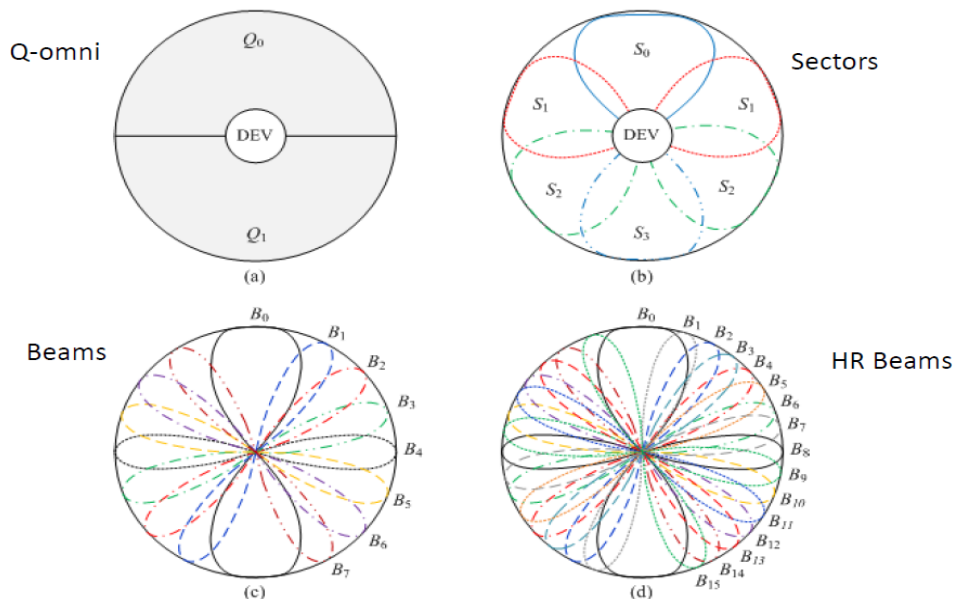 Q-omni
Q0
DEV
Q1
(a)
Sectors
S0
S1
S1
DEV
S2
S2
S3
(b)
Beams
B0
B1
B2
B3
B4
B5
B6
B7
(c)
HR Beams
B0
B1
B2
B3
B4
B5
B6
B7
B8
B9
B10
B11
B12
B13
B14
B15
(d)